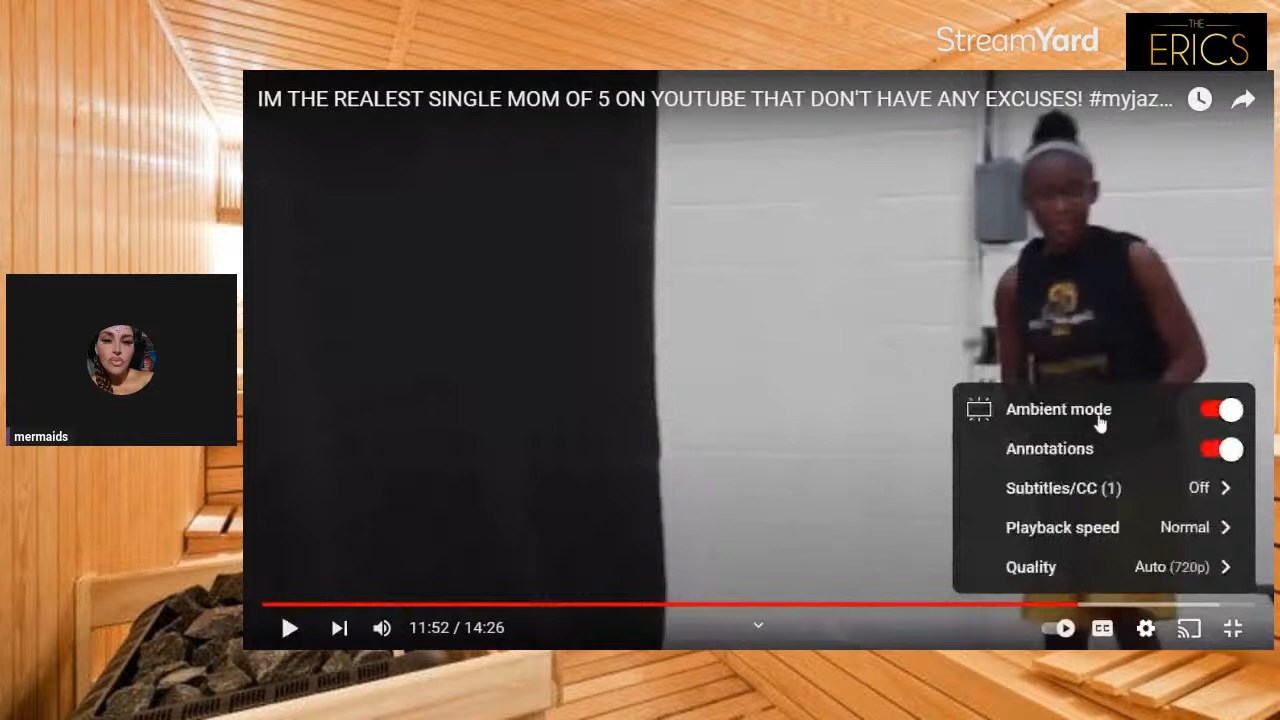 StreamYard
THE
ERICS
IM THE REALEST SINGLE MOM OF 5 ON YOUTUBE THAT DON'T HAVE ANY EXCUSES! #myjaz...
Ambient mode
Annotations
Subtitles/CC (1) Off
Playback speed Normal
Quality Auto (720p)
mermaids
11:52 / 14:26
CC